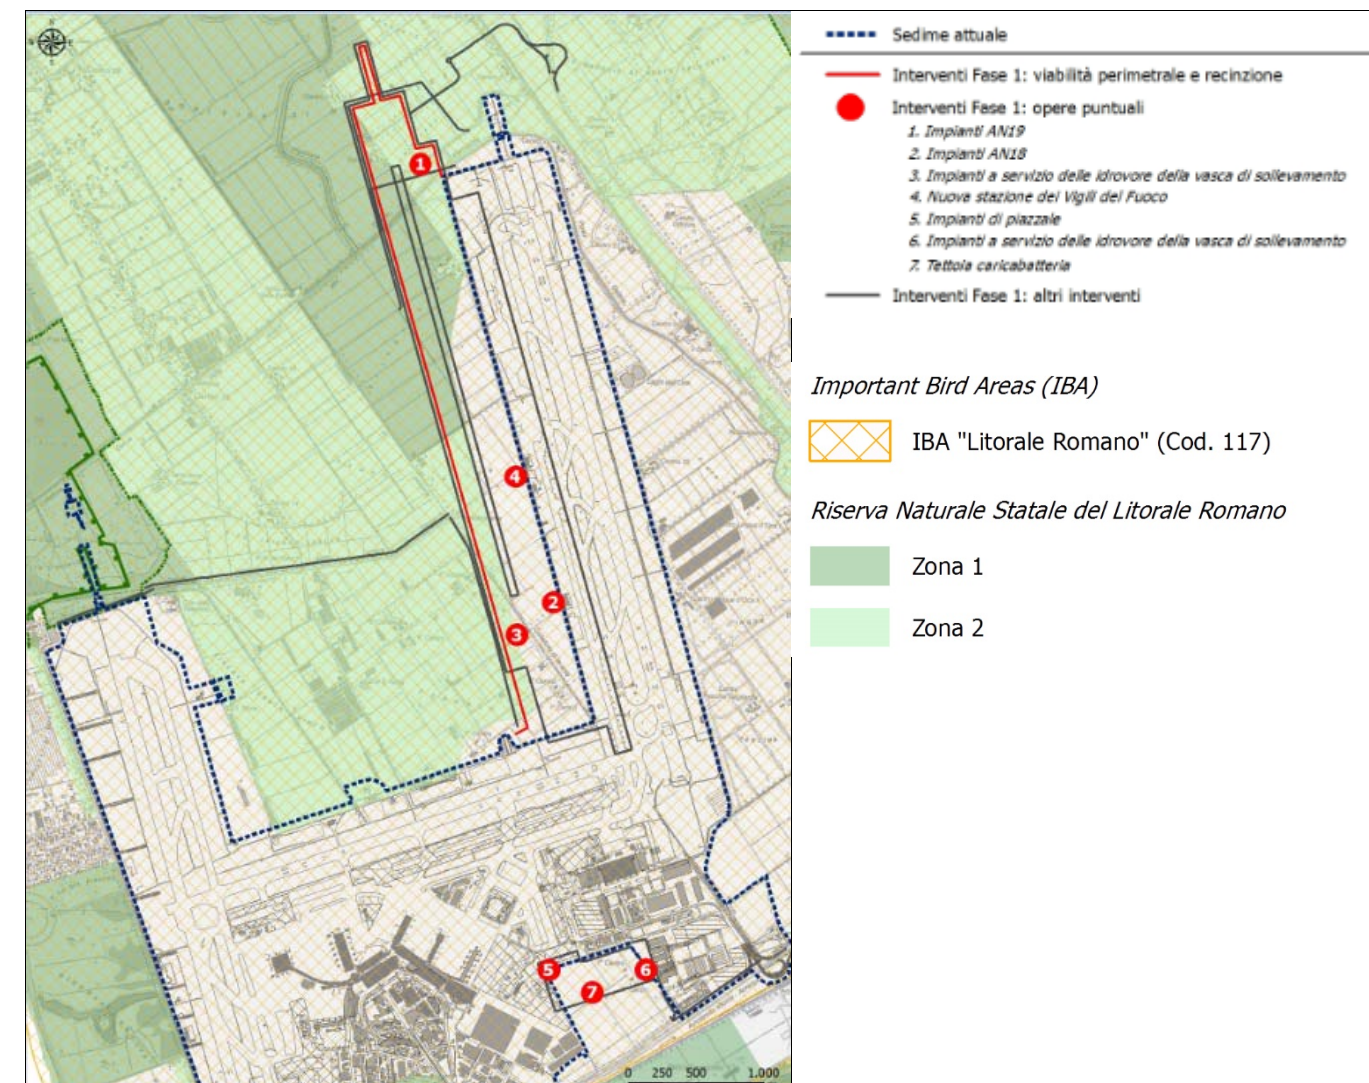 Sedime attuale
Interventi Fase 1: viabilità perimetrale e recinzione
Interventi Fase 1: opere puntuali
1. Impianti AN19
2. Impianti AN18
3. Impianti a servizio delle idrovore della vasca di sollevamento
4. Nuova stazione dei Vigili del Fuoco
5. Impianti di piazzale
6. Impianti a servizio delle idrovore della vasca di sollevamento
7. Tettoia caricabatteria
Interventi Fase 1: altri interventi
Important Bird Areas (IBA)
IBA "Litorale Romano" (Cod. 117)
Riserva Naturale Statale del Litorale Romano
Zona 1
Zona 2
1
4
2
3
5
6
7
0 250 500 1.000